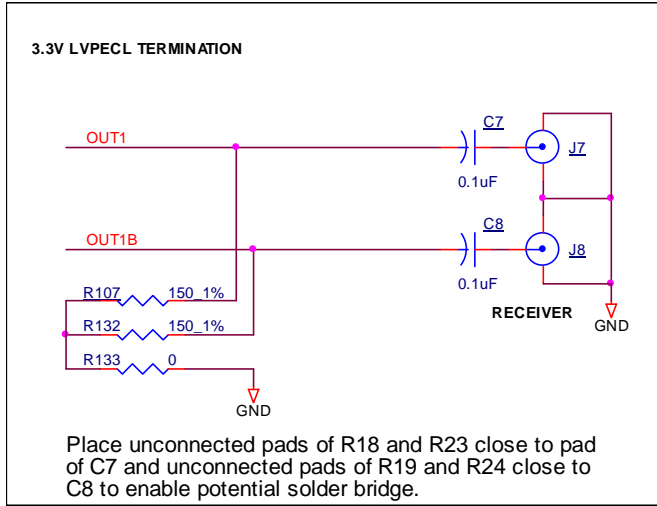 3.3V LVPECL TERMINATION
C7
OUT1
J7
0.1uF
C8
OUT1B
J8
0.1uF
R107 150_1%
RECEIVER
R132 150_1%
GND
R133 0
GND
Place unconnected pads of R18 and R23 close to pad
of C7 and unconnected pads of R19 and R24 close to
C8 to enable potential solder bridge.